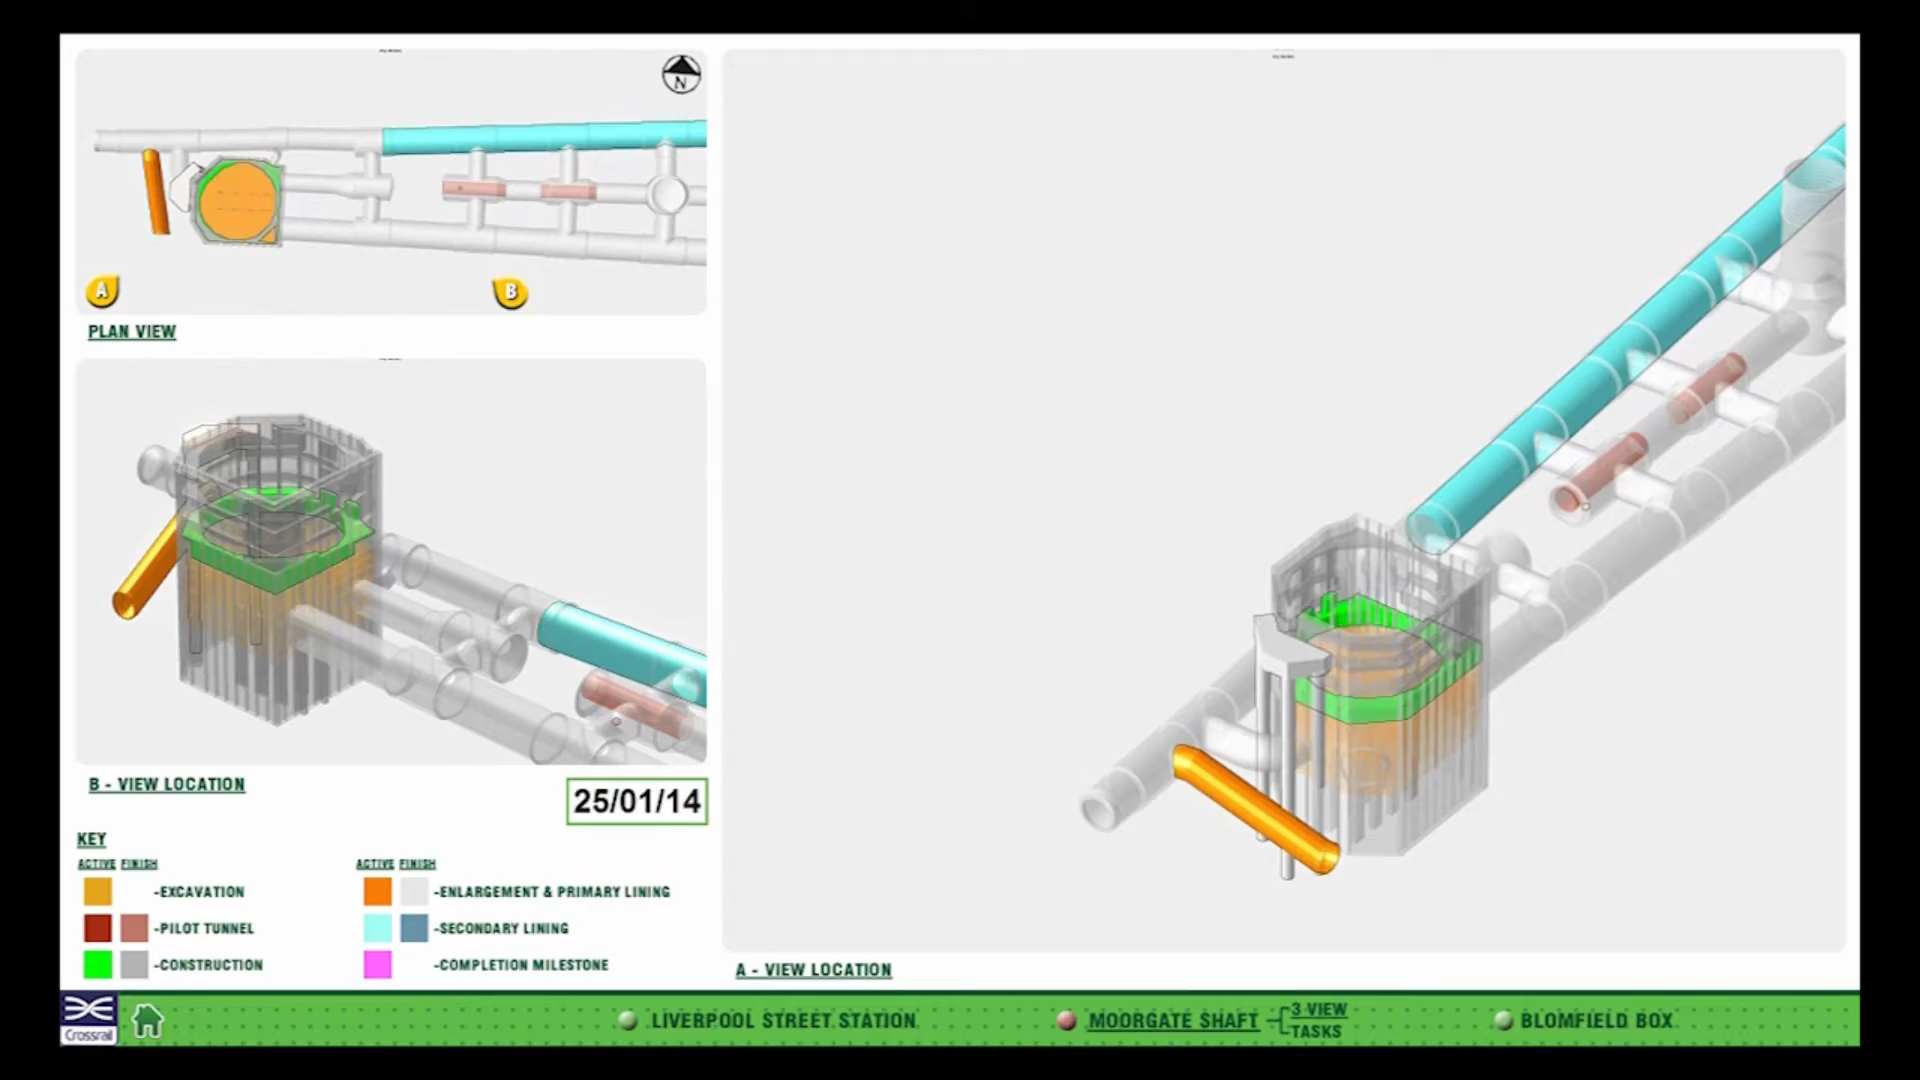 N
A
B
PLAN VIEW
B - VIEW LOCATION
25/01/14
KEY
ACTIVE FINISH
ACTIVE FINISH
-EXCAVATION
-ENLARGEMENT & PRIMARY LINING
-PILOT TUNNEL
-SECONDARY LINING
-CONSTRUCTION
-COMPLETION MILESTONE
A - VIEW LOCATION
Crossrail
LIVERPOOL STREET STATION
MOORGATE SHAFT
3 VIEW
TASKS
BLOMFIELD BOX